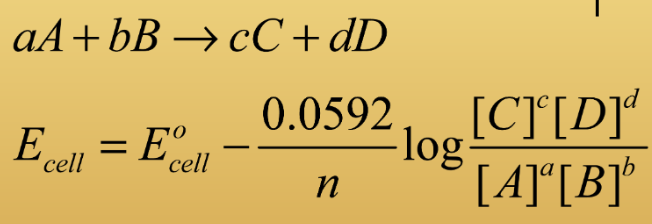 aA + bB → cC + dD
E_cell = E°_cell − 0.0592/n log [C]^c[D]^d/[A]^a[B]^b